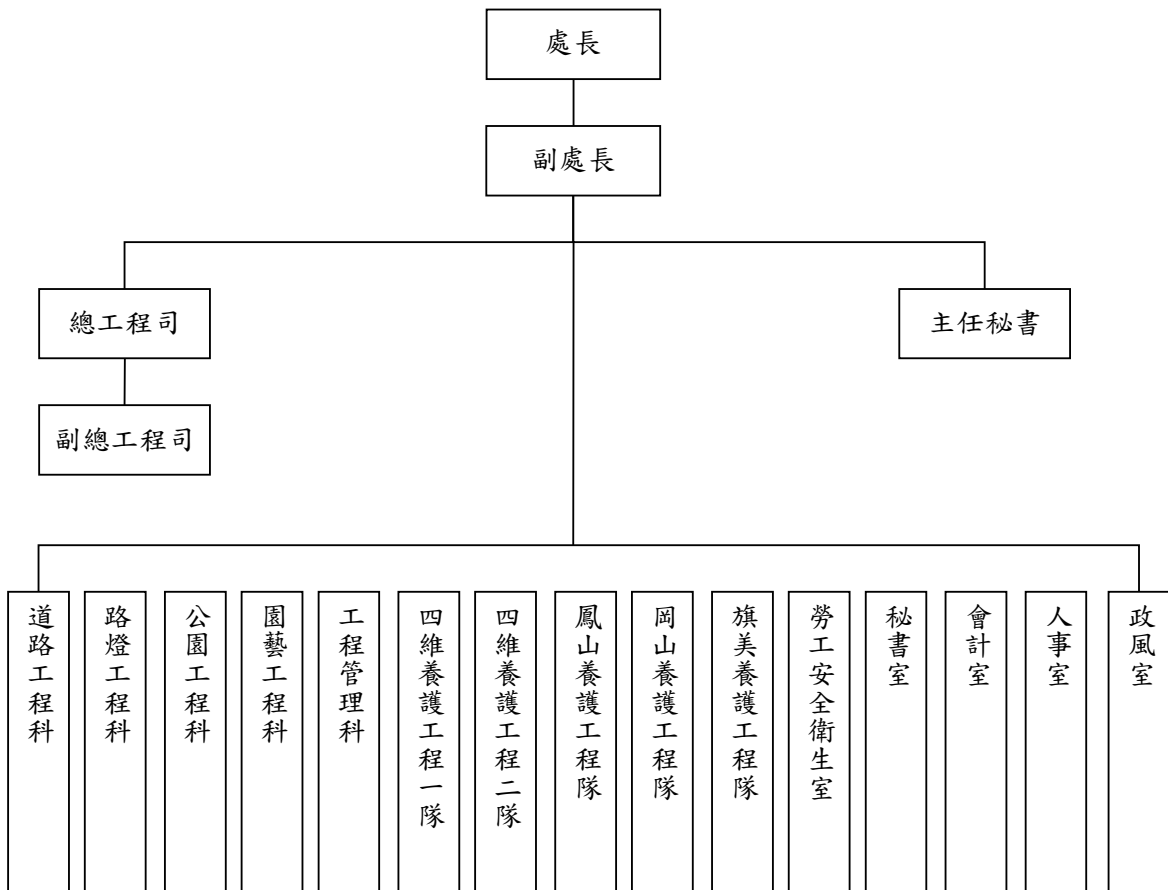 處長
副處長
總工程司
主任秘書
副總工程司
道路工程科
路燈工程科
公園工程科
園藝工程科
工程管理科
四維養護工程一隊
四維養護工程二隊
鳳山養護工程隊
岡山養護工程隊
旗美養護工程隊
勞工安全衛生室
秘書室
會計室
人事室
政風室